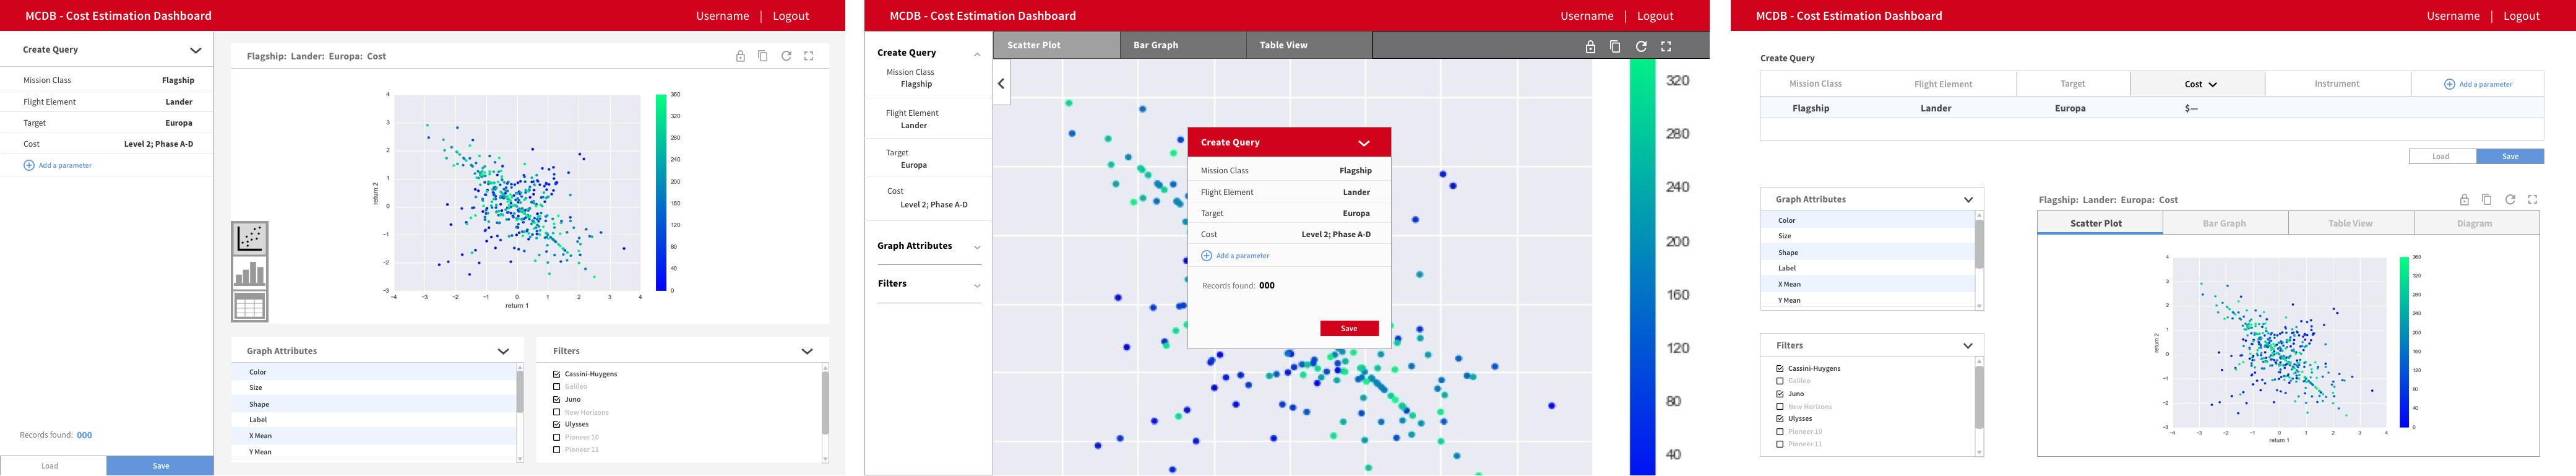 MCDB - Cost Estimation Dashboard
Username | Logout
Create Query
Mission Class Flagship
Flight Element Lander
Target Europa
Cost Level 2; Phase A-D
Add a parameter
Records found: 000
Load Save
Flagship: Lander: Europa: Cost
4
3
2
1
0
−1
−2
−3
return 2
−4 −3 −2 −1 0 1 2 3 4
return 1
360
320
280
240
200
160
120
80
40
0
Graph Attributes
Color
Size
Shape
Label
X Mean
Y Mean
Filters
Cassini-Huygens
Galileo
Juno
New Horizons
Ulysses
Pioneer 10
Pioneer 11
MCDB - Cost Estimation Dashboard
Username | Logout
Create Query
Mission Class
Flagship
Flight Element
Lander
Target
Europa
Cost
Level 2; Phase A-D
Graph Attributes
Filters
Scatter Plot Bar Graph Table View
Create Query
Mission Class Flagship
Flight Element Lander
Target Europa
Cost Level 2; Phase A-D
Add a parameter
Records found: 000
Save
320
280
240
200
160
120
80
40
MCDB - Cost Estimation Dashboard
Username | Logout
Create Query
Mission Class Flight Element Target Cost Instrument Add a parameter
Flagship Lander Europa $—
Load Save
Graph Attributes
Color
Size
Shape
Label
X Mean
Y Mean
Filters
Cassini-Huygens
Galileo
Juno
New Horizons
Ulysses
Pioneer 10
Pioneer 11
Flagship: Lander: Europa: Cost
Scatter Plot Bar Graph Table View Diagram
4
3
2
1
0
−1
−2
−3
return 2
−4 −3 −2 −1 0 1 2 3 4
return 1
360
320
280
240
200
160
120
80
40
0